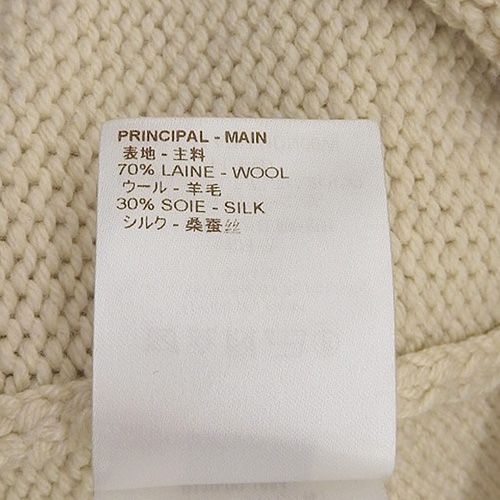 PRINCIPAL - MAIN
表地 - 主料
70% LAINE - WOOL
ウール - 羊毛
30% SOIE - SILK
シルク - 桑蚕丝